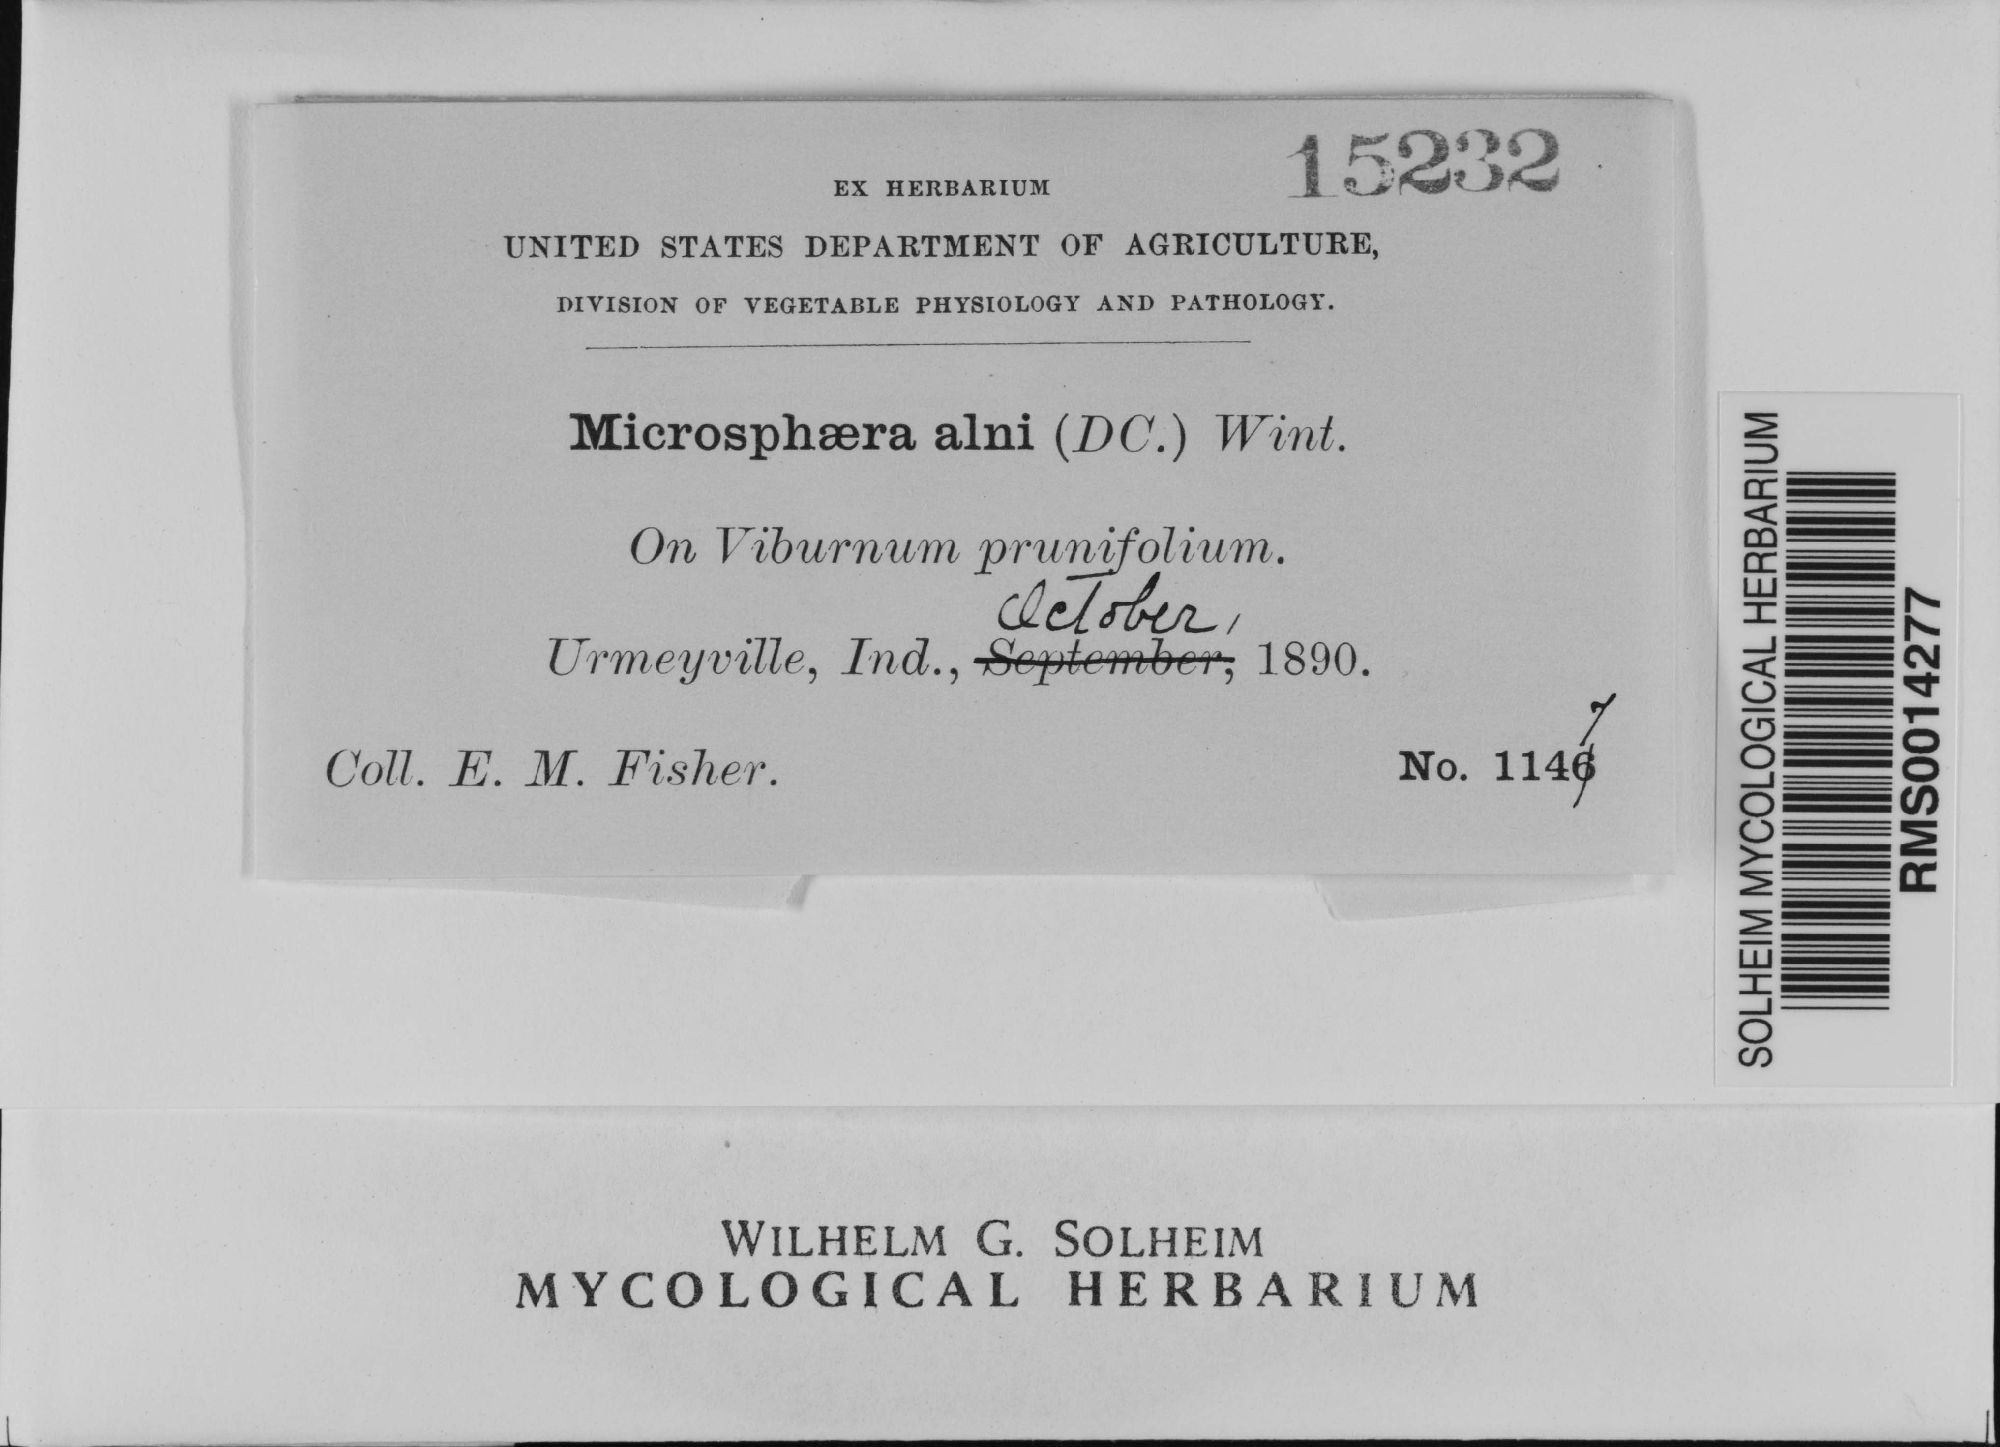 15232
EX HERBARIUM
UNITED STATES DEPARTMENT OF AGRICULTURE,
DIVISION OF VEGETABLE PHYSIOLOGY AND PATHOLOGY.
Microsphæra alni (DC.) Wint.
On Viburnum prunifolium.
October,
Urmeyville, Ind., September, 1890.
7
Coll. E. M. Fisher. No. 1146
SOLHEIM MYCOLOGICAL HERBARIUM
RMS0014277
WILHELM G. SOLHEIM
MYCOLOGICAL HERBARIUM